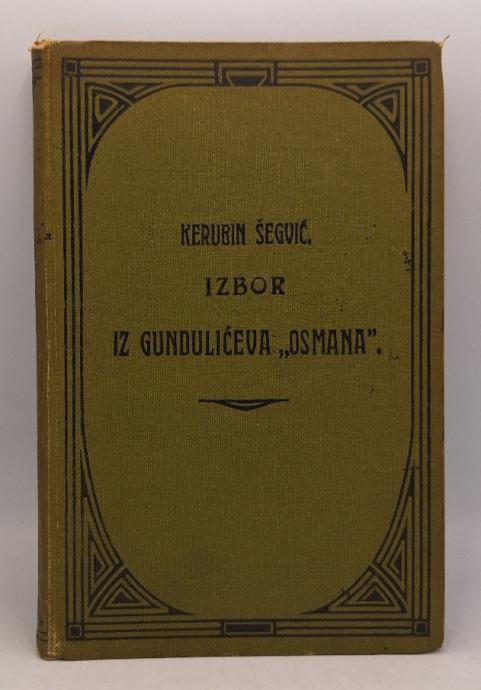 KERUBIN ŠEGVIĆ.
IZBOR
IZ GUNDULIĆEVA „OSMANA”.